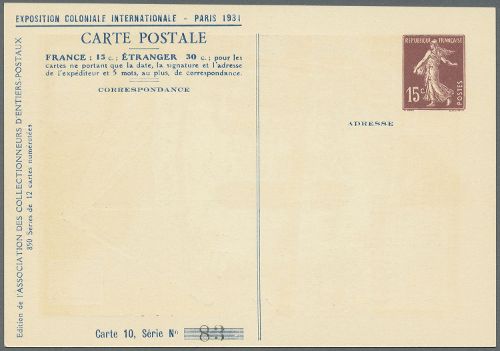 EXPOSITION COLONIALE INTERNATIONALE - PARIS 1931
CARTE POSTALE
FRANCE : 15 c.; ÉTRANGER 30 c.; pour les
cartes ne portant que la date, la signature et l'adresse
de l'expéditeur et 5 mots, au plus, de correspondance.
CORRESPONDANCE
REPUBLIQUE FRANÇAISE
15c.
POSTES
ADRESSE
Edition de l'ASSOCIATION DES COLLECTIONNEURS D'ENTIERS-POSTAUX
850 Séries de 12 cartes numérotées
Carte 10, Série No 83